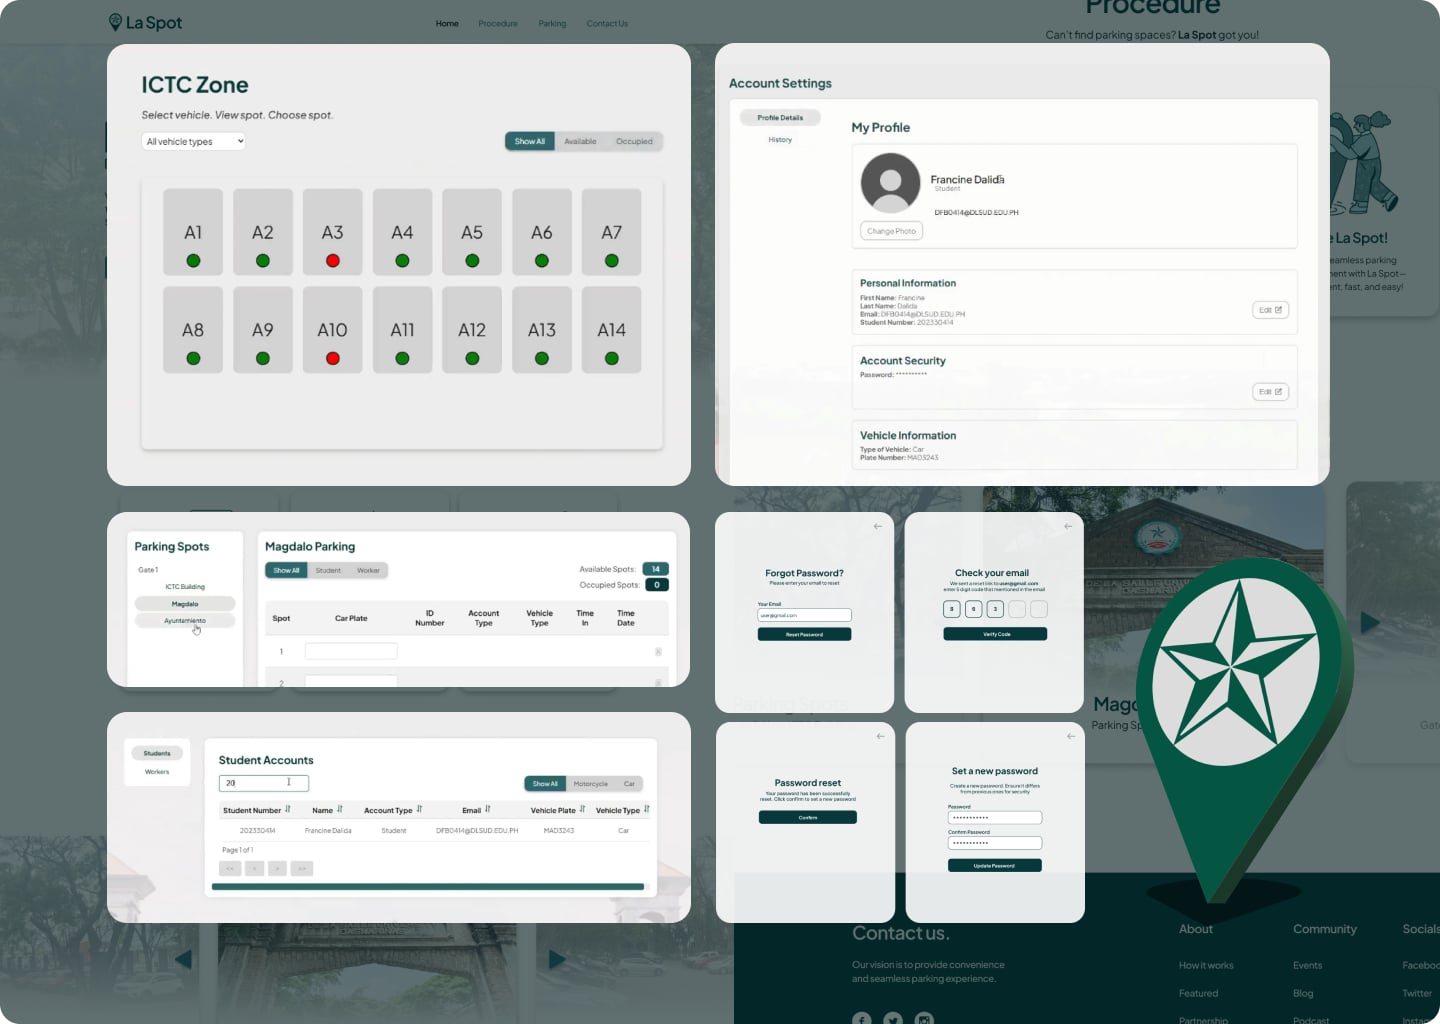 La Spot
Home
Procedure
Parking
Contact Us
Procedure
Can't find parking spaces? La Spot got you!
ICTC Zone
Select vehicle. View spot. Choose spot.
All vehicle types
Show All
Available
Occupied
A1
A2
A3
A4
A5
A6
A7
A8
A9
A10
A11
A12
A13
A14
Account Settings
Profile Details
History
My Profile
Francine Dalida
Student
DFB0414@DLSUD.EDU.PH
Change Photo
Personal Information
First Name: Francine
Last Name: Dalida
Email: DFB0414@DLSUD.EDU.PH
Student Number: 202330414
Edit
Account Security
Password: **********
Edit
Vehicle Information
Type of Vehicle: Car
Plate Number: MAD3243
La Spot!
parking
with La Spot—
fast, and easy!
Parking Spots
Gate 1
ICTC Building
Magdalo
Ayuntamiento
Magdalo Parking
Show All
Student
Worker
Available Spots: 14
Occupied Spots: 0
Spot
Car Plate
ID Number
Account Type
Vehicle Type
Time In
Time Date
1
2
Forgot Password?
Please enter your email to reset
Your Email
user@gmail.com
Reset Password
Check your email
We sent a reset link to user@gmail.com
enter 5 digit code that mentioned in the email
8 6 3
Verify Code
Parking Spots
Parking
Students
Workers
Student Accounts
20
Show All
Motorcycle
Car
Student Number
Name
Account Type
Email
Vehicle Plate
Vehicle Type
202330414
Francine Dalida
Student
DFB0414@DLSUD.EDU.PH
MAD3243
Car
Page 1 of 1
<<
<
>
>>
Password reset
Your password has been successfully
reset. Click confirm to set a new password
Confirm
Set a new password
Create a new password. Ensure it differs
from previous ones for security
Password
***********
Confirm Password
***********
Update Password
Contact us.
Our vision is to provide convenience
and seamless parking experience.
About
How it works
Featured
Partnership
Community
Events
Blog
Podcast
Socials
Twitter